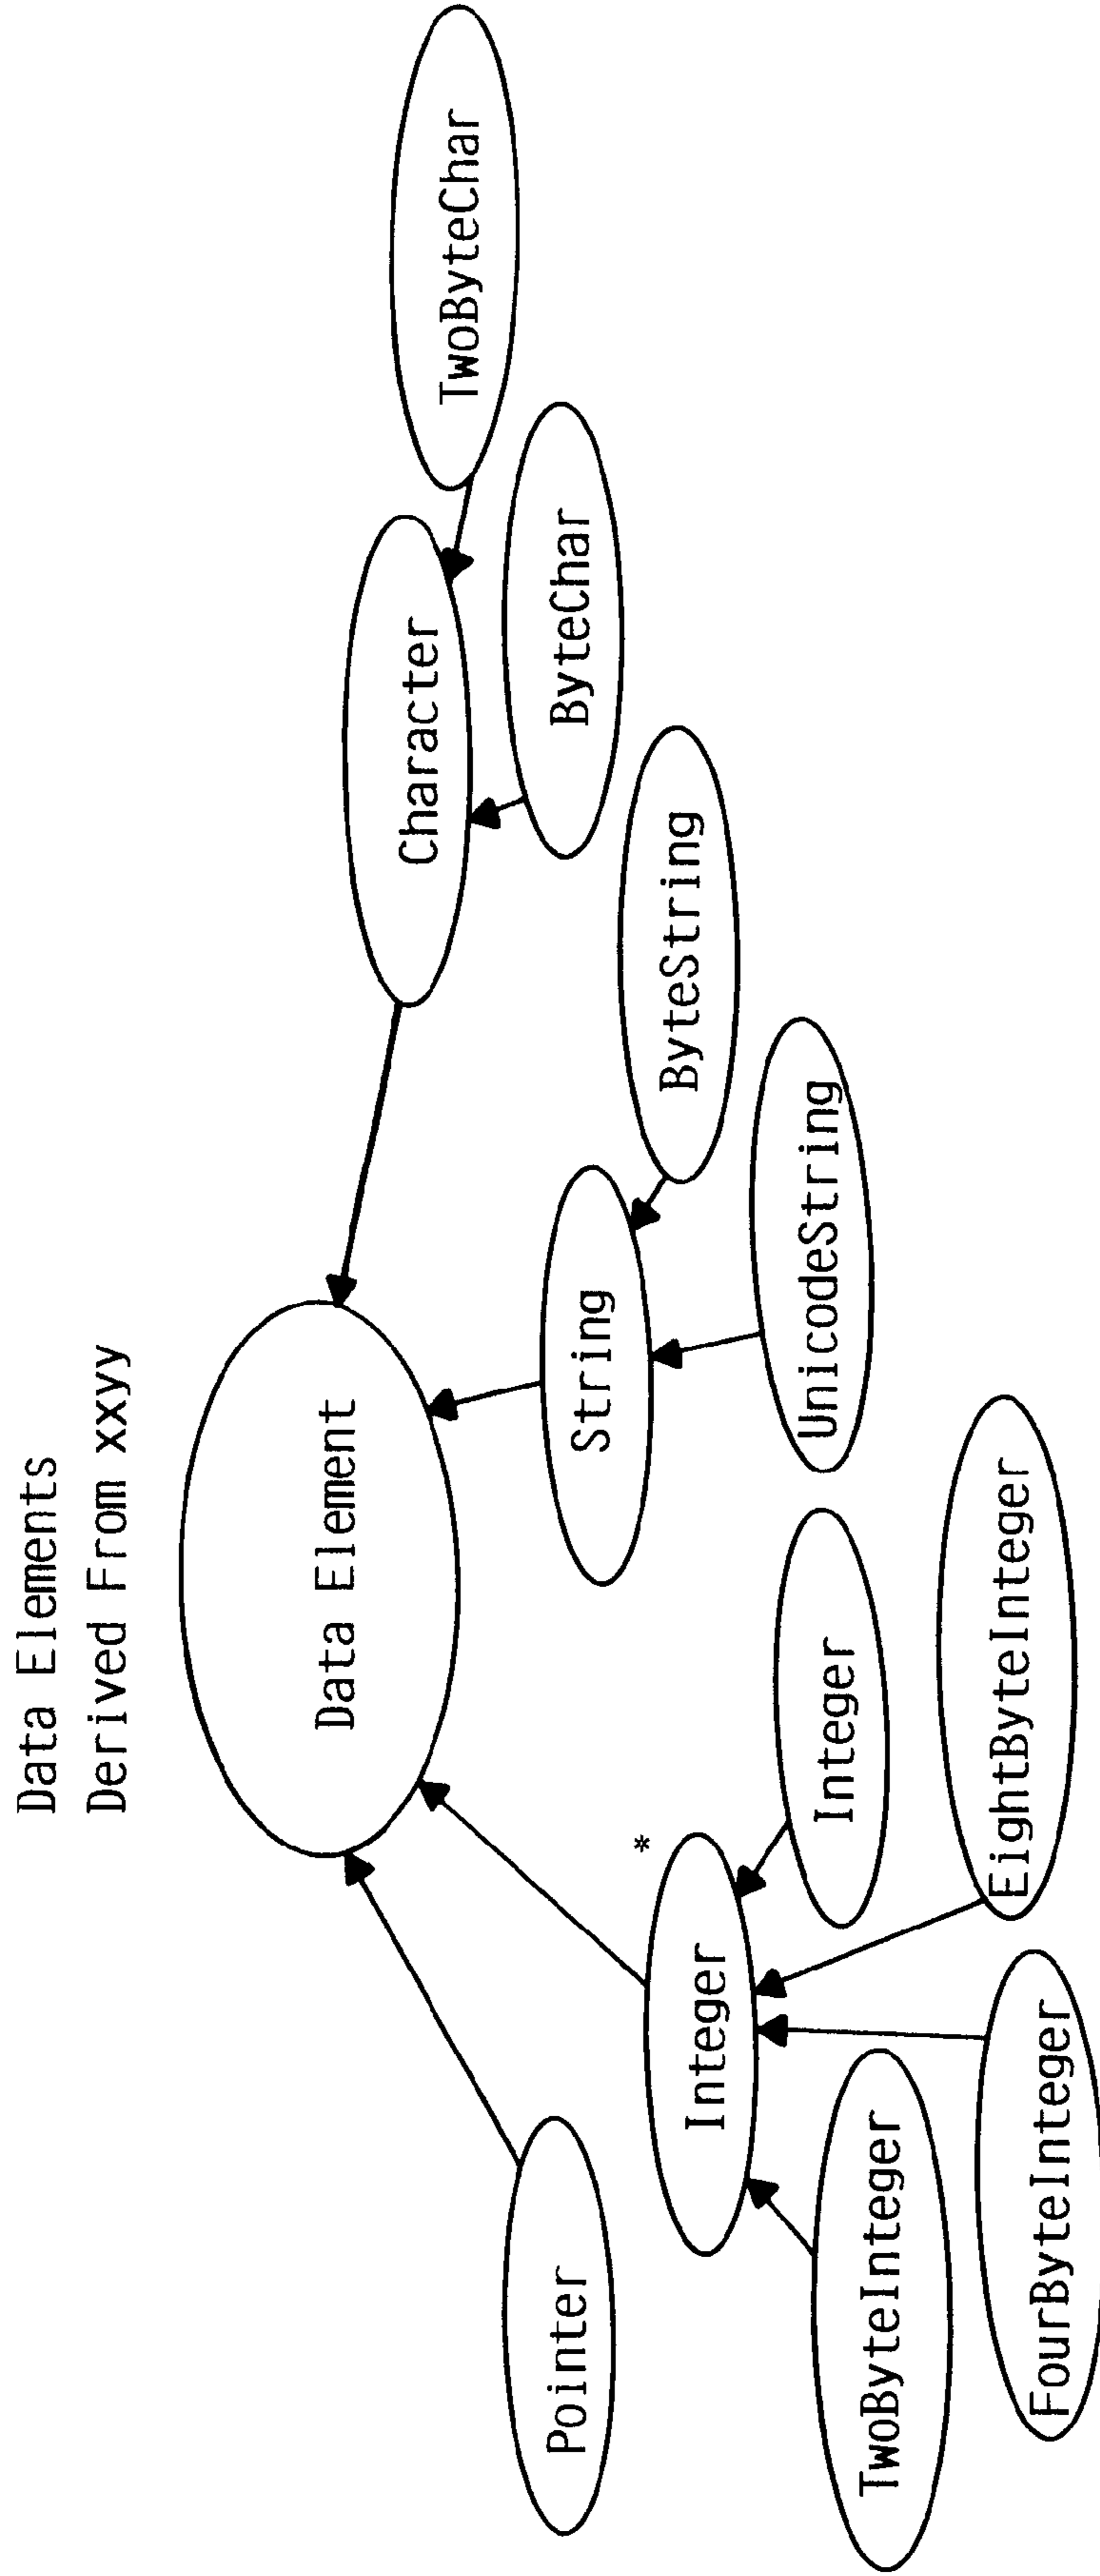 Data Elements
Derived From xxyy
Data Element
Character
TwoByteChar
Pointer
String
ByteChar
*
Integer
ByteString
TwoByteInteger
Integer
UnicodeString
FourByteInteger
EightByteInteger